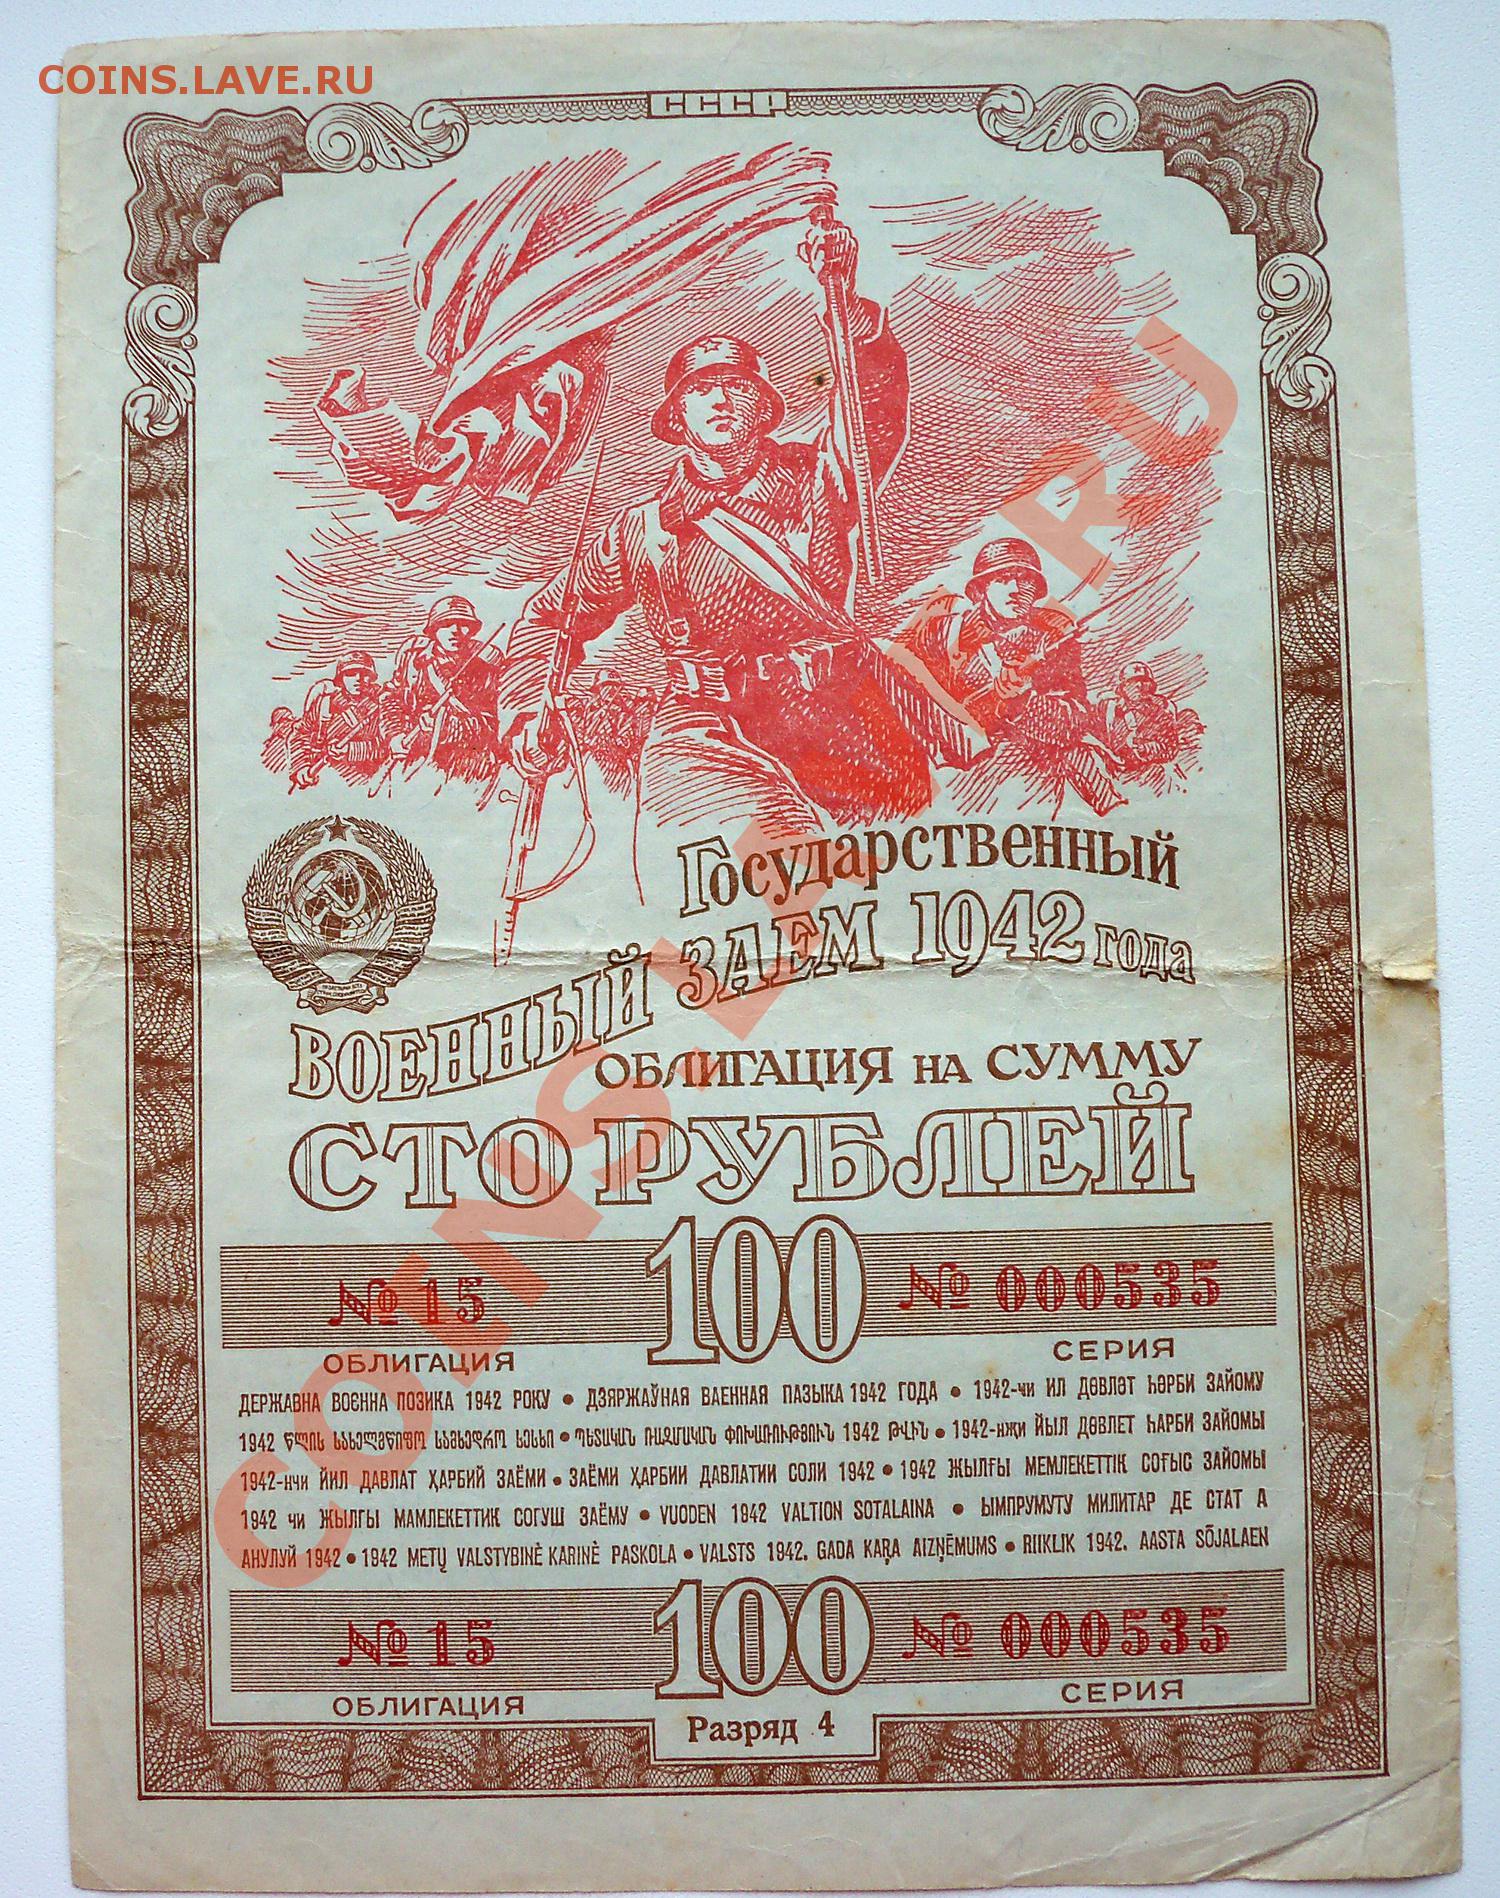 COINS.LAVE.RU
СССР
Государственный
ВОЕННЫЙ ЗАЕМ 1942 года
ОБЛИГАЦИЯ НА СУММУ
СТО РУБЛЕЙ
№ 15 100 № 000535
ОБЛИГАЦИЯ СЕРИЯ
ДЕРЖАВНА ВОЄННА ПОЗИКА 1942 РОКУ • ДЗЯРЖАЎНАЯ ВАЕННАЯ ПАЗЫКА 1942 ГОДА • 1942-чи ИЛ ДӨВЛӘТ ҺӘРБИ ЗАЙОМУ
1942 წლის სახელმწიფო სამხედრო სესხი • ՊԵՏԱԿԱՆ ՌԱԶՄԱԿԱՆ ՓՈԽԱՌՈՒԹՅՈՒՆ 1942 ԹՎԻՆ • 1942-нҗи ЙЫЛ ДӨВЛЕТ ҺАРБИ ЗАЙОМЫ
1942-нчи ЙИЛ ДАВЛАТ ҲАРБИЙ ЗАЁМИ • ЗАЁМИ ҲАРБИИ ДАВЛАТИИ СОЛИ 1942 • 1942 ЖЫЛҒЫ МЕМЛЕКЕТТІК СОҒЫС ЗАЙОМЫ
1942 чи ЖЫЛГЫ МАМЛЕКЕТТИК СОГУШ ЗАЁМУ • VUODEN 1942 VALTION SOTALAINA • ЫМПРУМУТУ МИЛИТАР ДЕ СТАТ А
АНУЛУЙ 1942 • 1942 METŲ VALSTYBINĖ KARINĖ PASKOLA • VALSTS 1942. GADA KAŖA AIZŅĒMUMS • RIIKLIK 1942. AASTA SÕJALAEN
№ 15 100 № 000535
ОБЛИГАЦИЯ СЕРИЯ
Разряд 4
COINS.LAVE.RU